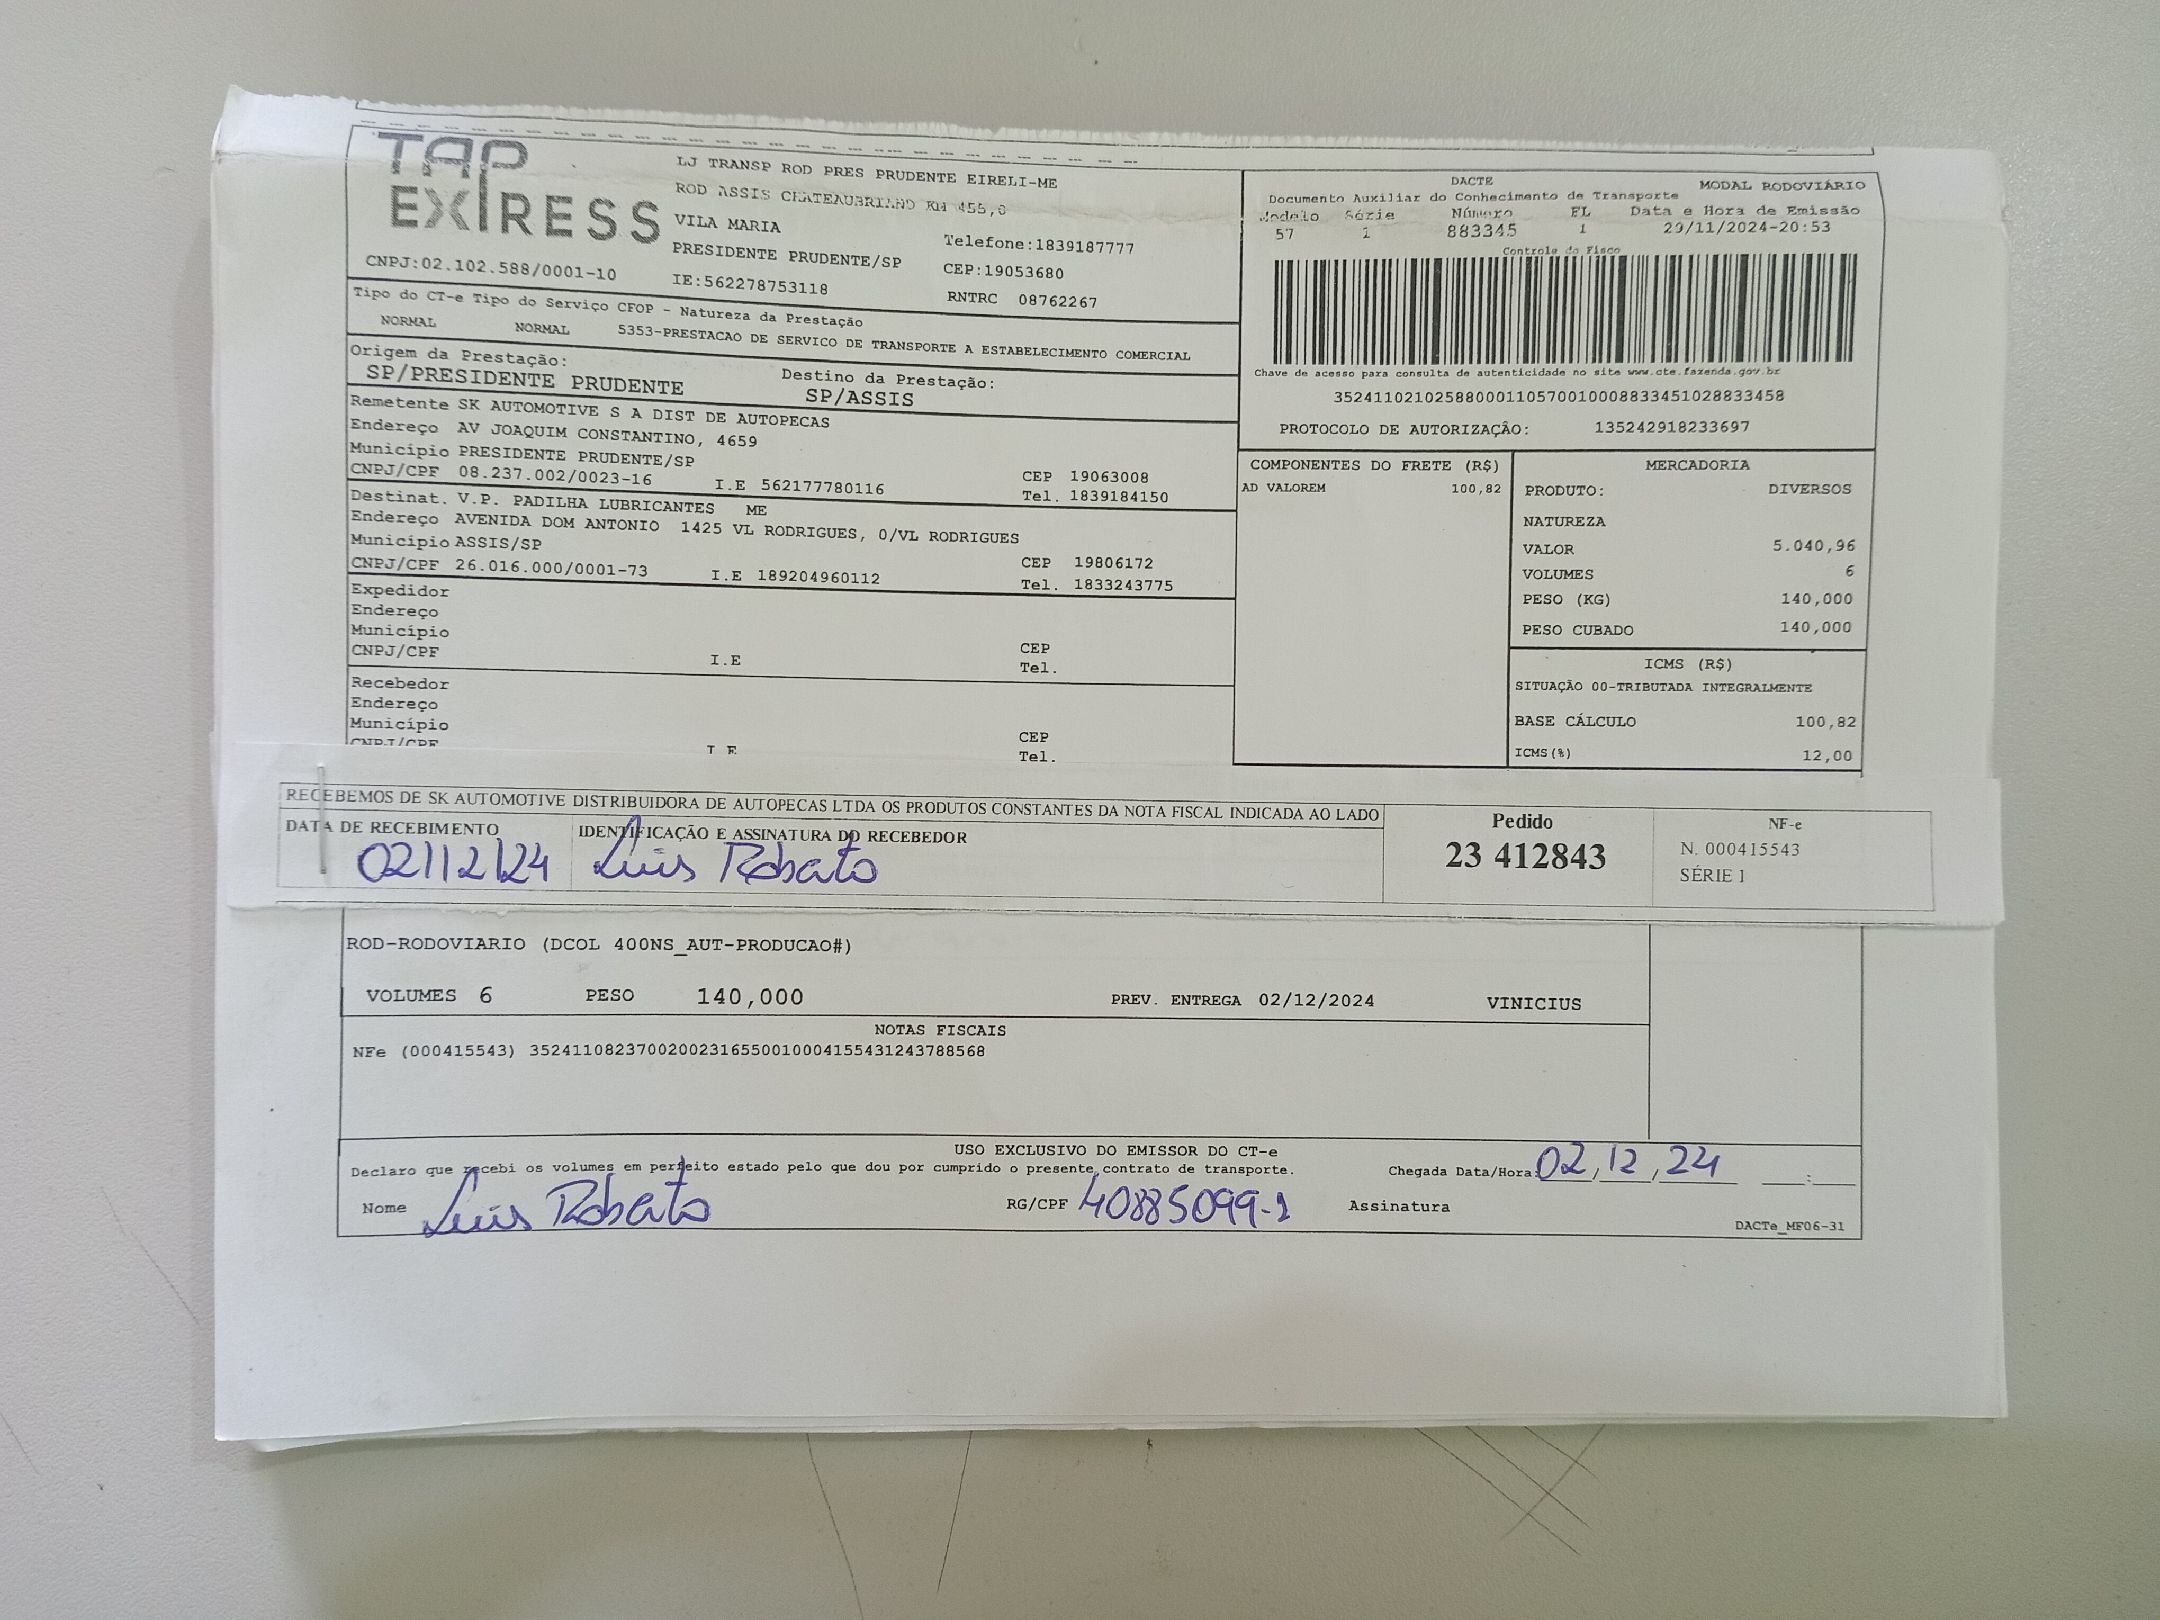 TAP
EXPRESS
LJ TRANSP ROD PRES PRUDENTE EIRELI-ME
ROD ASSIS CHATEAUBRIAND KM 455,0
VILA MARIA
Telefone:1839187777
PRESIDENTE PRUDENTE/SP
CEP:19053680
CNPJ:02.102.588/0001-10
IE:562278753118
RNTRC 08762267
DACTE
MODAL RODOVIÁRIO
Documento Auxiliar do Conhecimento de Transporte
Modelo Série Número FL Data e Hora de Emissão
57 1 883345 1 29/11/2024-20:53
Controle do Fisco
Chave de acesso para consulta de autenticidade no site www.cte.fazenda.gov.br
35241102102588000110570010008833451028833458
PROTOCOLO DE AUTORIZAÇÃO: 135242918233697
Tipo do CT-e Tipo do Serviço CFOP - Natureza da Prestação
NORMAL NORMAL 5353-PRESTACAO DE SERVICO DE TRANSPORTE A ESTABELECIMENTO COMERCIAL
Origem da Prestação: Destino da Prestação:
SP/PRESIDENTE PRUDENTE SP/ASSIS
Remetente SK AUTOMOTIVE S A DIST DE AUTOPECAS
Endereço AV JOAQUIM CONSTANTINO, 4659
Município PRESIDENTE PRUDENTE/SP CEP 19063008
CNPJ/CPF 08.237.002/0023-16 I.E 562177780116 Tel. 1839184150
Destinat. V.P. PADILHA LUBRICANTES ME
Endereço AVENIDA DOM ANTONIO 1425 VL RODRIGUES, 0/VL RODRIGUES
Município ASSIS/SP CEP 19806172
CNPJ/CPF 26.016.000/0001-73 I.E 189204960112 Tel. 1833243775
Expedidor
Endereço
Município CEP
CNPJ/CPF I.E Tel.
Recebedor
Endereço
Município CEP
CNPJ/CPF I.E Tel.
COMPONENTES DO FRETE (R$)
AD VALOREM 100,82
MERCADORIA
PRODUTO: DIVERSOS
NATUREZA
VALOR 5.040,96
VOLUMES 6
PESO (KG) 140,000
PESO CUBADO 140,000
ICMS (R$)
SITUAÇÃO 00-TRIBUTADA INTEGRALMENTE
BASE CÁLCULO 100,82
ICMS(%) 12,00
RECEBEMOS DE SK AUTOMOTIVE DISTRIBUIDORA DE AUTOPECAS LTDA OS PRODUTOS CONSTANTES DA NOTA FISCAL INDICADA AO LADO
DATA DE RECEBIMENTO IDENTIFICAÇÃO E ASSINATURA DO RECEBEDOR
02/12/24 Luis Roberto
Pedido
23 412843
NF-e
N. 000415543
SÉRIE 1
ROD-RODOVIARIO (DCOL 400NS_AUT-PRODUCAO#)
VOLUMES 6 PESO 140,000 PREV. ENTREGA 02/12/2024 VINICIUS
NOTAS FISCAIS
NFe (000415543) 35241108237002002316550010004155431243788568
USO EXCLUSIVO DO EMISSOR DO CT-e
Declaro que recebi os volumes em perfeito estado pelo que dou por cumprido o presente contrato de transporte. Chegada Data/Hora: 02/12/24 __:__
Nome Luis Roberto RG/CPF 40885099-1 Assinatura
DACTe_MF06-31